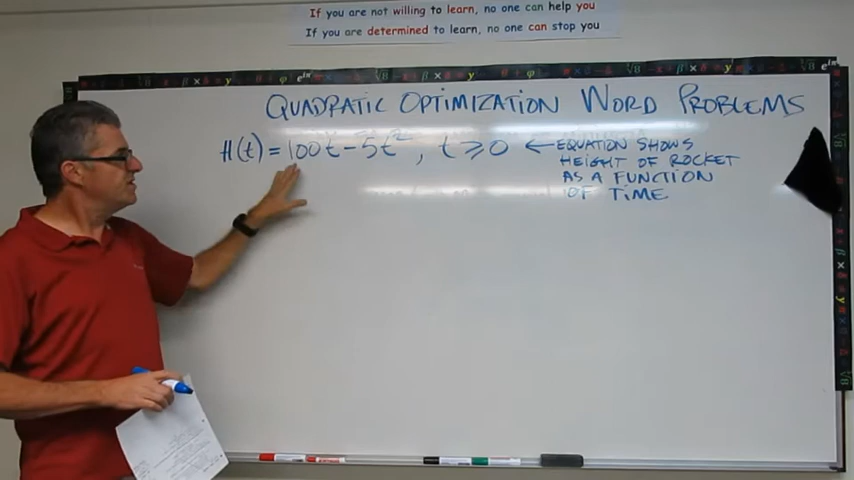 If you are not willing to learn, no one can help you
If you are determined to learn, no one can stop you
QUADRATIC OPTIMIZATION WORD PROBLEMS
H(t) = 100t - 5t², t ≥ 0 ← EQUATION SHOWS
HEIGHT OF ROCKET
AS A FUNCTION
OF TIME